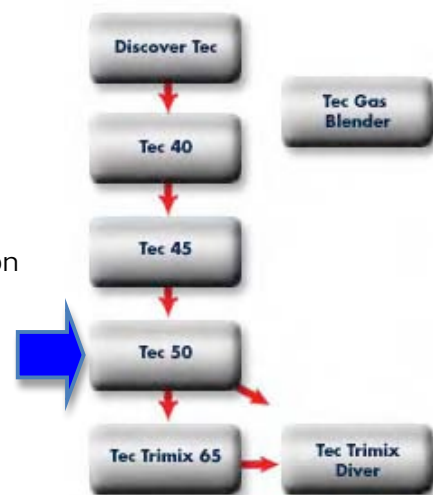 Discover Tec
Tec Gas
Blender
Tec 40
Tec 45
on
Tec 50
Tec Trimix 65
Tec Trimix
Diver